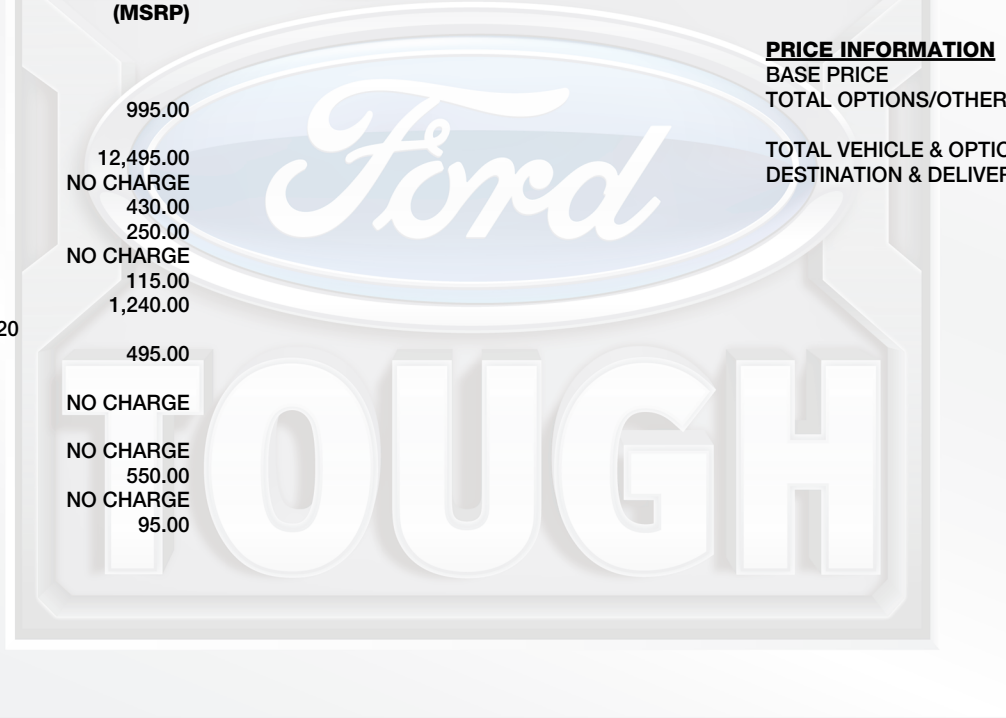 (MSRP)
995.00
12,495.00
NO CHARGE
430.00
250.00
NO CHARGE
115.00
1,240.00
20
495.00
NO CHARGE
NO CHARGE
550.00
NO CHARGE
95.00
PRICE INFORMATION
BASE PRICE
TOTAL OPTIONS/OTHER
TOTAL VEHICLE & OPTIO
DESTINATION & DELIVER
Ford
TOUGH